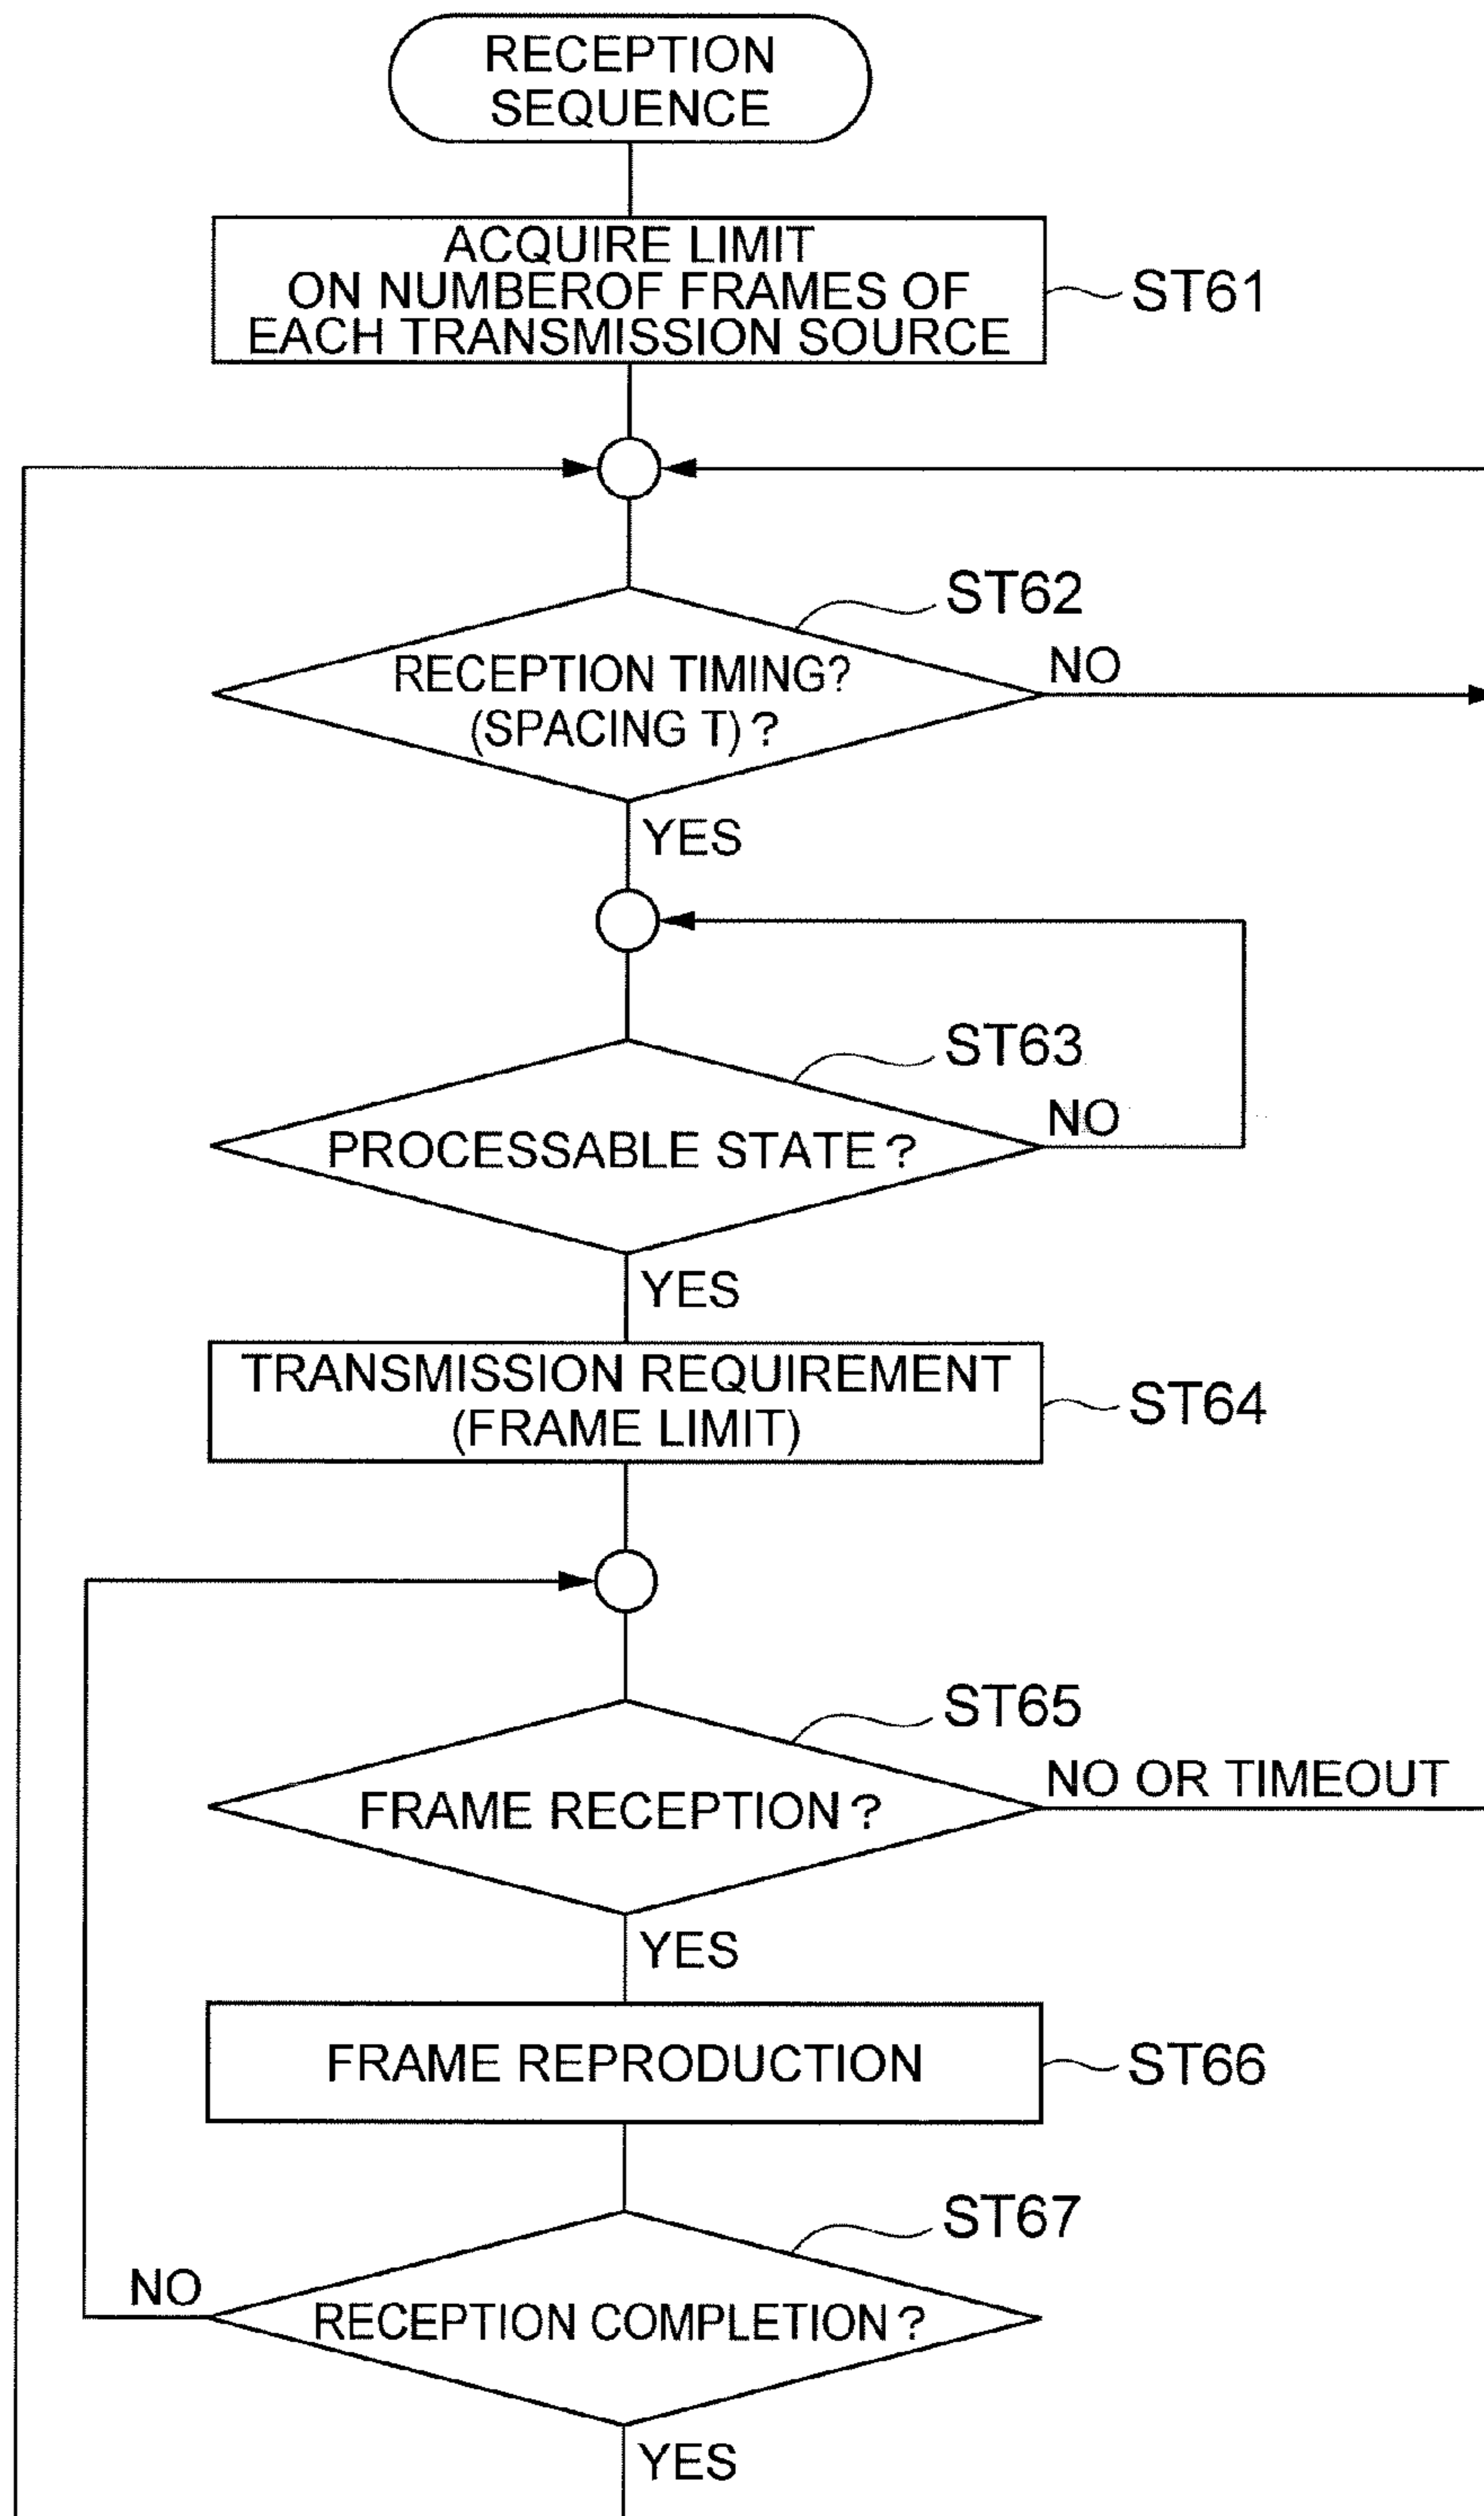 RECEPTION
SEQUENCE
ACQUIRE LIMIT
ON NUMBEROF FRAMES OF
EACH TRANSMISSION SOURCE
ST61
ST62
RECEPTION TIMING?
(SPACING T) ?
NO
YES
ST63
PROCESSABLE STATE ?
NO
YES
TRANSMISSION REQUIREMENT
(FRAME LIMIT)
ST64
ST65
FRAME RECEPTION ?
NO OR TIMEOUT
YES
FRAME REPRODUCTION
ST66
ST67
NO
RECEPTION COMPLETION ?
YES